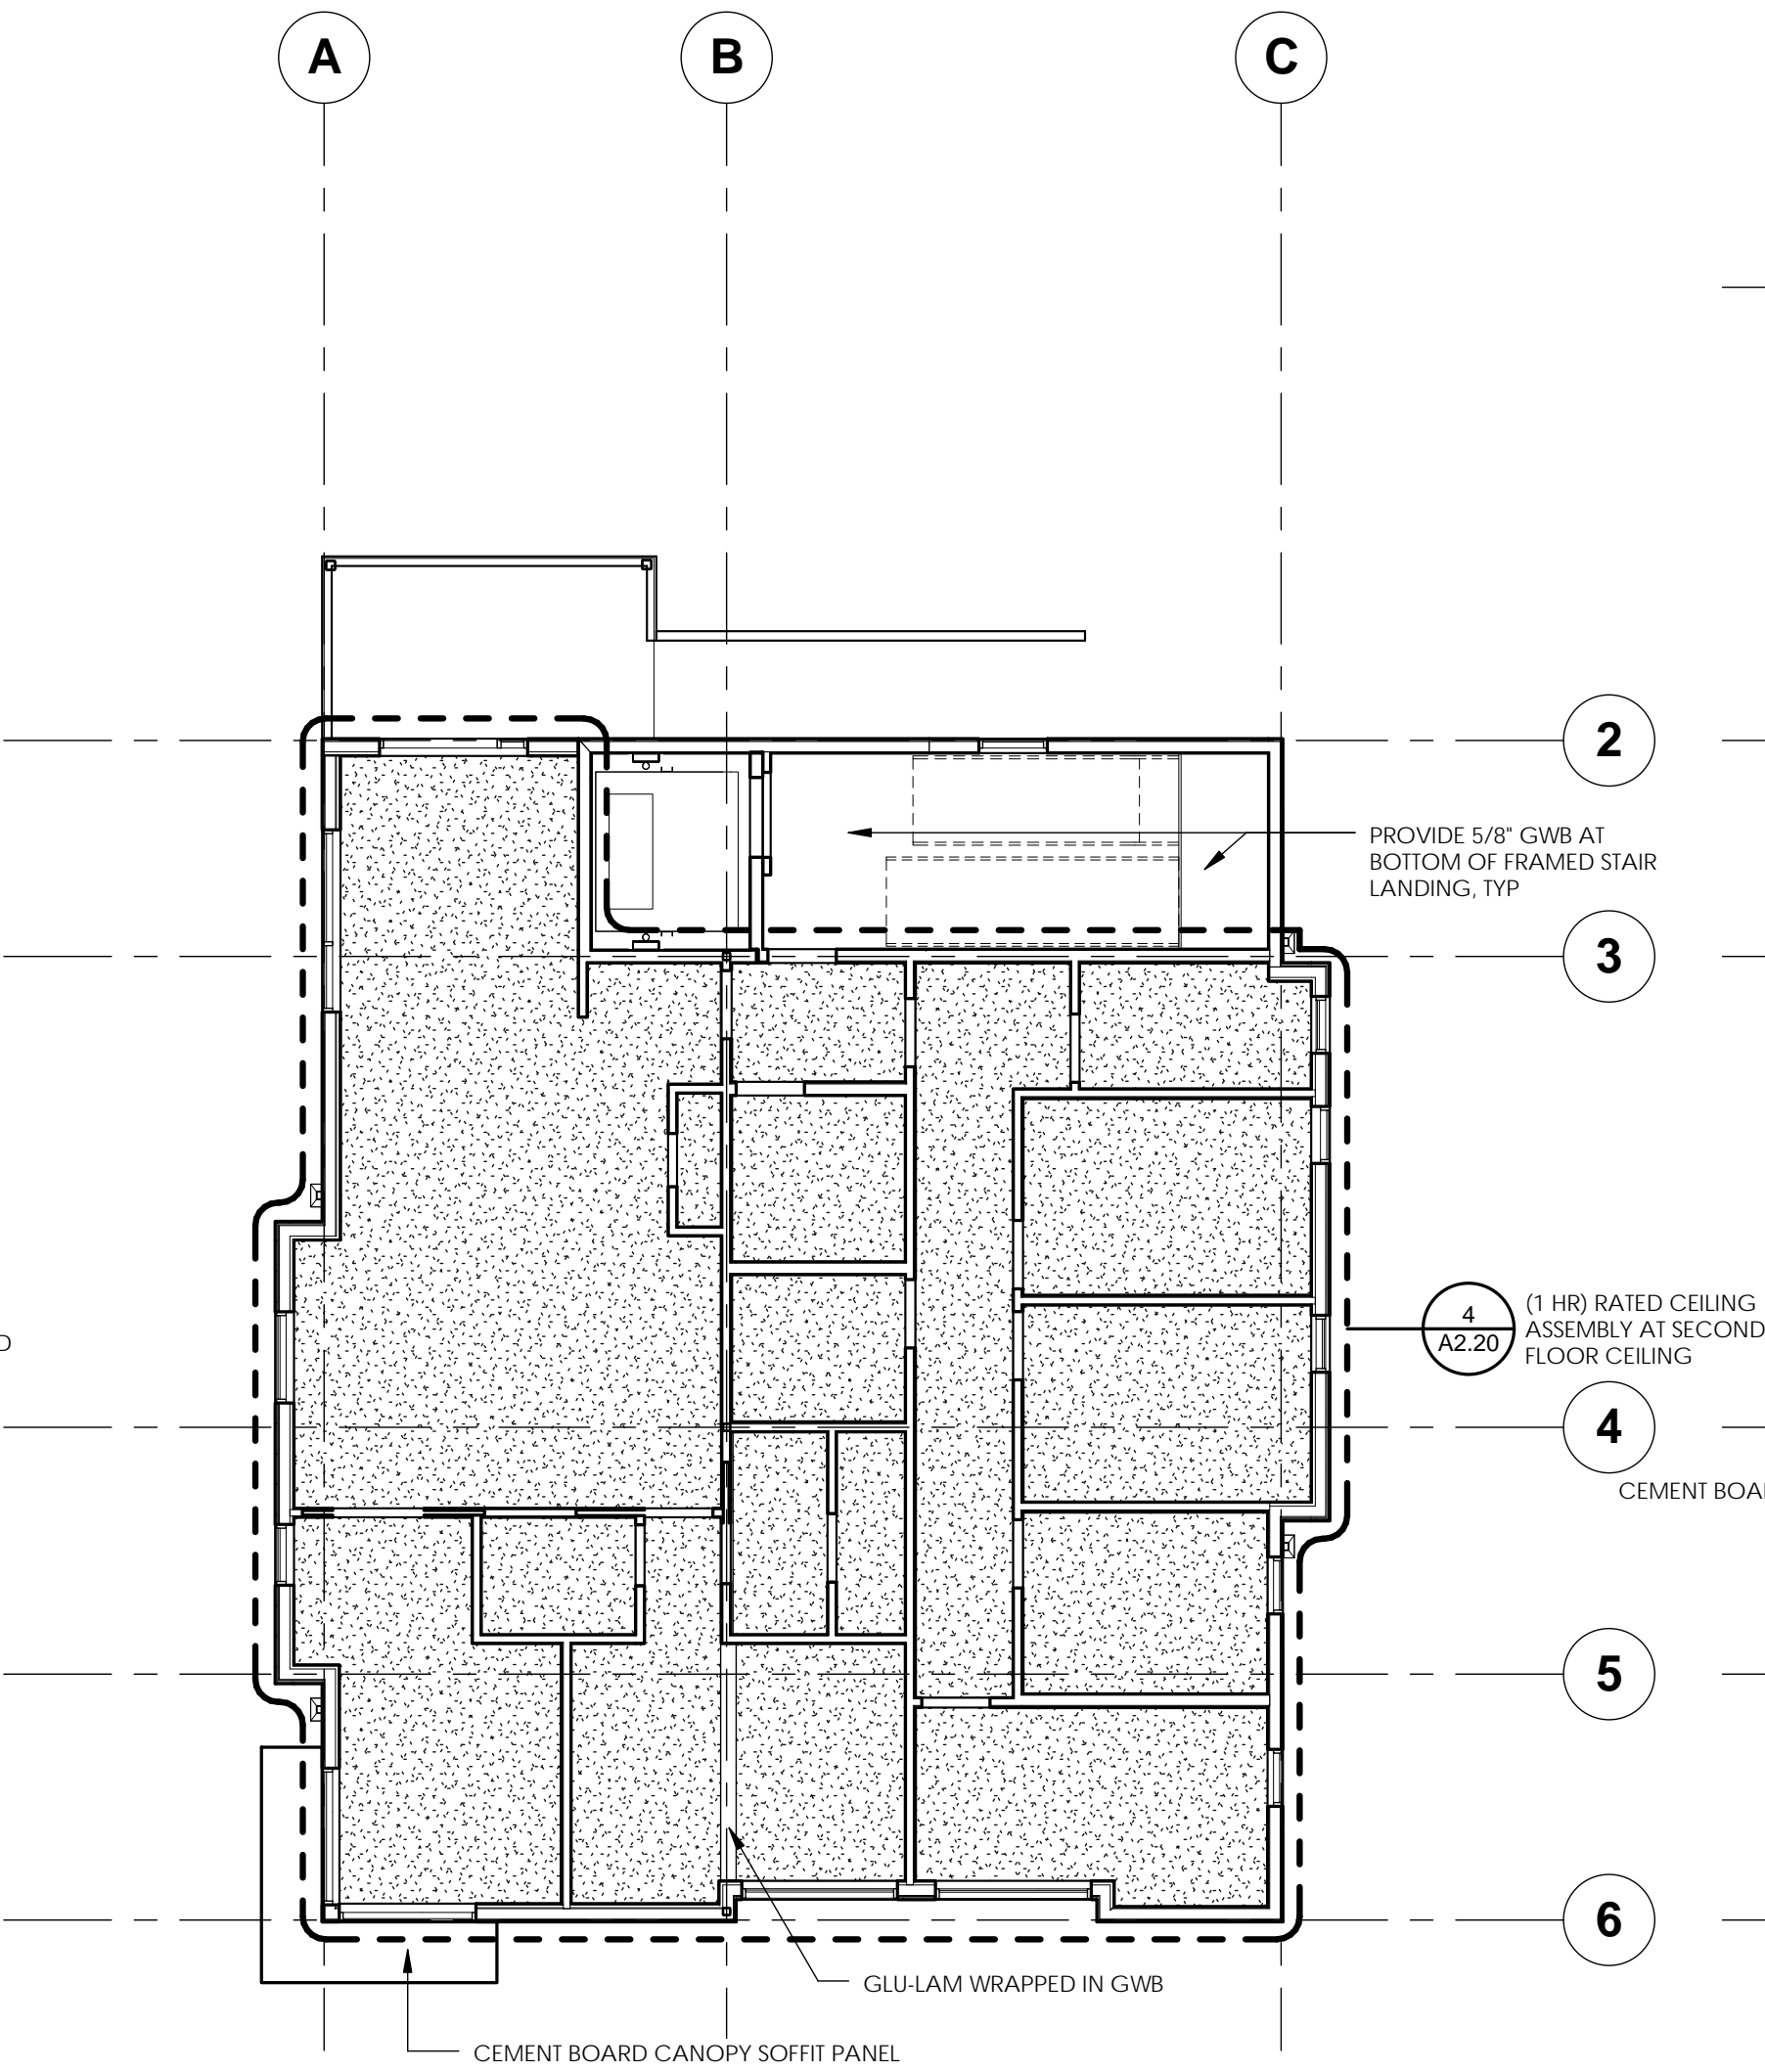 A
B
C
2
PROVIDE 5/8" GWB AT
BOTTOM OF FRAMED STAIR
LANDING, TYP
3
4
A2.20
(1 HR) RATED CEILING
ASSEMBLY AT SECOND
FLOOR CEILING
D
4
CEMENT BOA
5
6
GLU-LAM WRAPPED IN GWB
CEMENT BOARD CANOPY SOFFIT PANEL